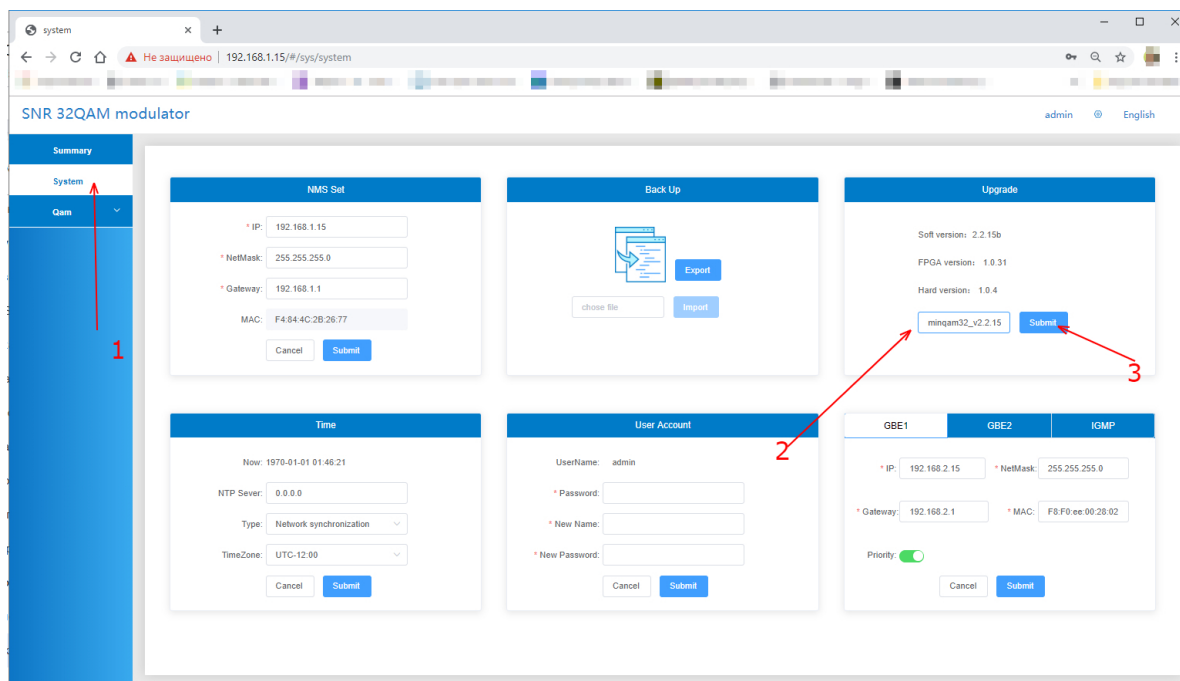 system
Не защищено 192.168.1.15/#/sys/system
SNR 32QAM modulator
admin
English
Summary
System
Qam
1
NMS Set
* IP: 192.168.1.15
* NetMask: 255.255.255.0
* Gateway: 192.168.1.1
MAC: F4:84:4C:2B:26:77
Cancel Submit
Back Up
Export
chose file Import
Upgrade
Soft version: 2.2.15b
FPGA version: 1.0.31
Hard version: 1.0.4
minqam32_v2.2.15 Submit
2
3
Time
Now: 1970-01-01 01:46:21
NTP Sever: 0.0.0.0
Type: Network synchronization
TimeZone: UTC-12:00
Cancel Submit
User Account
UserName: admin
* Password:
* New Name:
* New Password:
Cancel Submit
GBE1 GBE2 IGMP
* IP: 192.168.2.15 * NetMask: 255.255.255.0
* Gateway: 192.168.2.1 * MAC: F8:F0:ee:00:28:02
Priority:
Cancel Submit